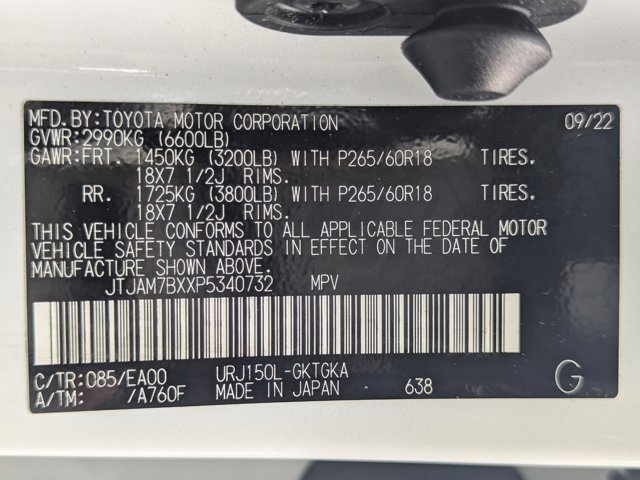 MFD.BY:TOYOTA MOTOR CORPORATION 09/22
GVWR:2990KG (6600LB)
GAWR:FRT. 1450KG (3200LB) WITH P265/60R18 TIRES.
18X7 1/2J RIMS.
RR. 1725KG (3800LB) WITH P265/60R18 TIRES.
18X7 1/2J RIMS.
THIS VEHICLE CONFORMS TO ALL APPLICABLE FEDERAL MOTOR
VEHICLE SAFETY STANDARDS IN EFFECT ON THE DATE OF
MANUFACTURE SHOWN ABOVE.
JTJAM7BXXP5340732 MPV
C/TR:085/EA00 URJ150L-GKTGKA
A/TM: /A760F MADE IN JAPAN 638 G